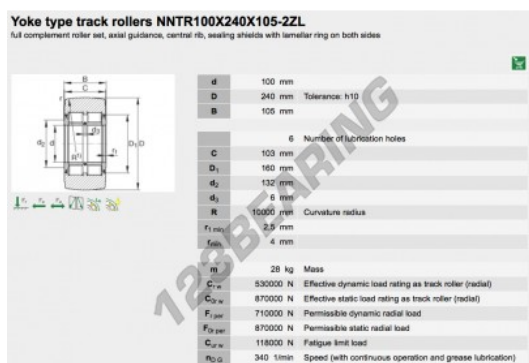 Yoke type track rollers NNTR100X240X105-2ZL
full complement roller set, axial guidance, central rib, sealing shields with lamellar ring on both sides
d 100 mm
D 240 mm Tolerance: h10
B 105 mm
6 Number of lubrication holes
C 103 mm
D1 160 mm
d2 132 mm
d3 6 mm
R 10000 mm Curvature radius
r1 min 2,5 mm
rmin 4 mm
m 28 kg Mass
Cr w 530000 N Effective dynamic load rating as track roller (radial)
C0r w 870000 N Effective static load rating as track roller (radial)
Fr per 710000 N Permissible dynamic radial load
F0r per 870000 N Permissible static radial load
Cur w 118000 N Fatigue limit load
nD G 340 1/min Speed (with continuous operation and grease lubrication)
B
C
r
d3
d2 d D1 D
R
r1
123BEARING